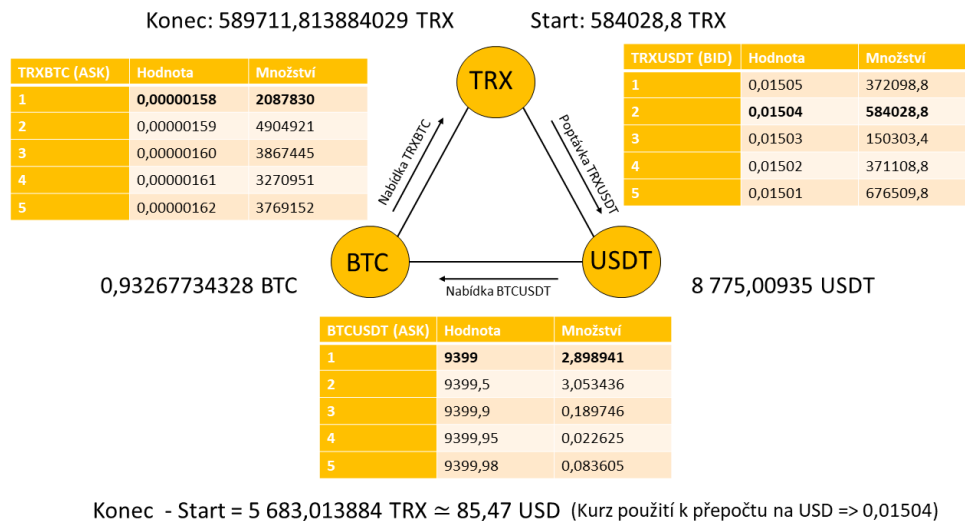 Konec: 589711,813884029 TRX
Start: 584028,8 TRX
TRXBTC (ASK) Hodnota Množství
1 0,00000158 2087830
2 0,00000159 4904921
3 0,00000160 3867445
4 0,00000161 3270951
5 0,00000162 3769152
TRX
TRXUSDT (BID) Hodnota Množství
1 0,01505 372098,8
2 0,01504 584028,8
3 0,01503 150303,4
4 0,01502 371108,8
5 0,01501 676509,8
Nabídka TRXBTC
Poptávka TRXUSDT
BTC
USDT
0,93267734328 BTC
Nabídka BTCUSDT
8 775,00935 USDT
BTCUSDT (ASK) Hodnota Množství
1 9399 2,898941
2 9399,5 3,053436
3 9399,9 0,189746
4 9399,95 0,022625
5 9399,98 0,083605
Konec - Start = 5 683,013884 TRX ≃ 85,47 USD (Kurz použití k přepočtu na USD => 0,01504)